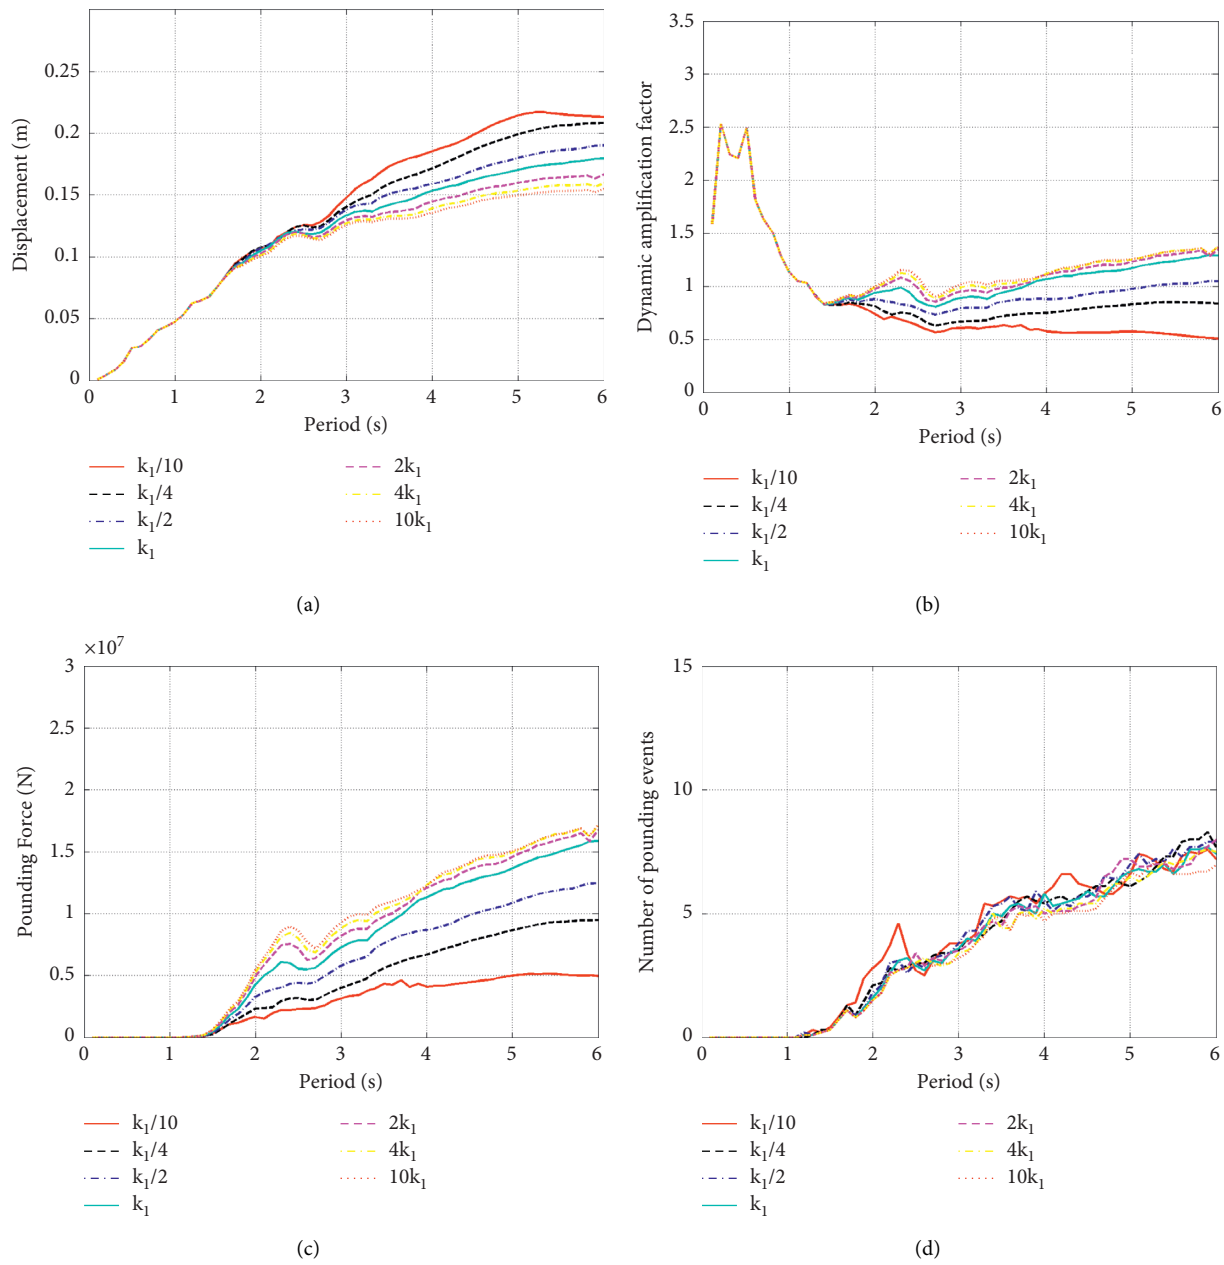 0.25
0.2
0.15
0.1
0.05
0
Displacement (m)
0 1 2 3 4 5 6
Period (s)
k1/10
k1/4
k1/2
k1
2k1
4k1
10k1
(a)
3.5
3
2.5
2
1.5
1
0.5
0
Dynamic amplification factor
0 1 2 3 4 5 6
Period (s)
k1/10
k1/4
k1/2
k1
2k1
4k1
10k1
(b)
×10^7
3
2.5
2
1.5
1
0.5
0
Pounding Force (N)
0 1 2 3 4 5 6
Period (s)
k1/10
k1/4
k1/2
k1
2k1
4k1
10k1
(c)
15
10
5
0
Number of pounding events
0 1 2 3 4 5 6
Period (s)
k1/10
k1/4
k1/2
k1
2k1
4k1
10k1
(d)